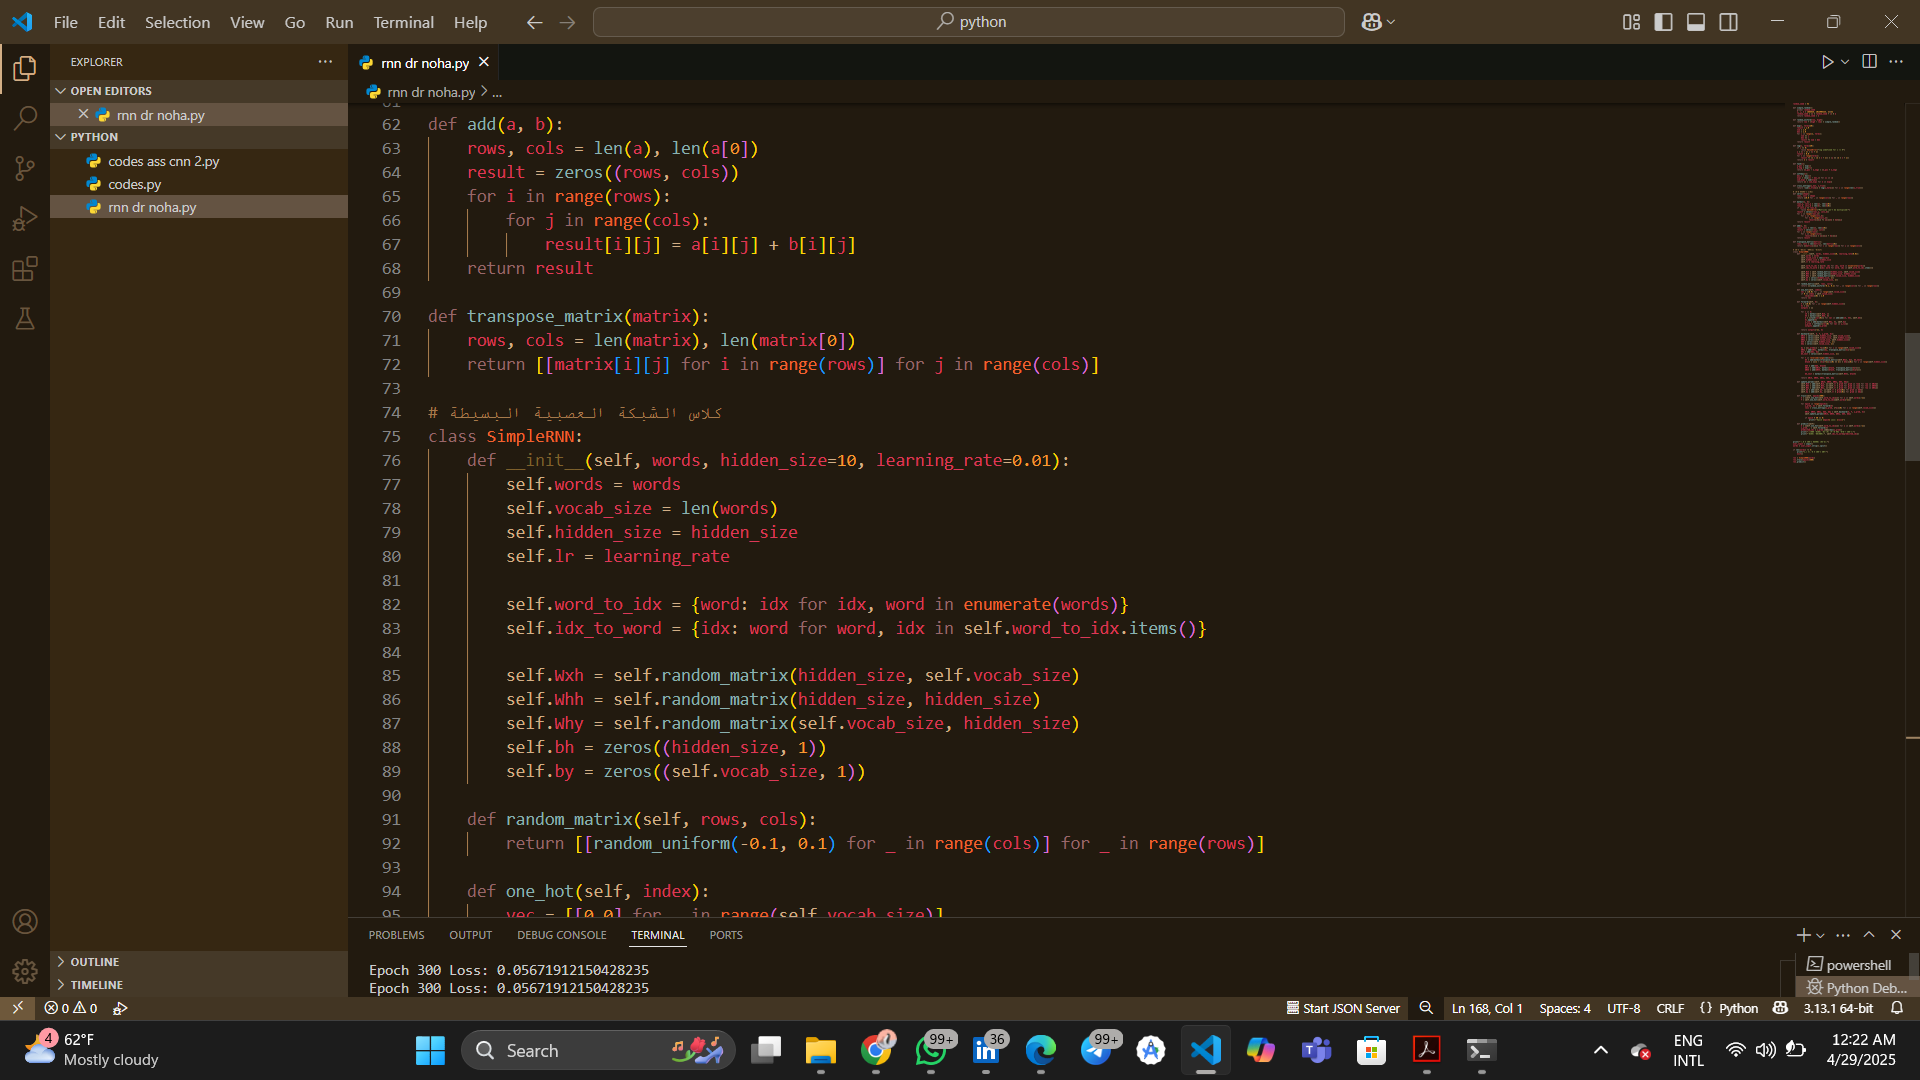 File Edit Selection View Go Run Terminal Help
python
EXPLORER
OPEN EDITORS
rnn dr noha.py
PYTHON
codes ass cnn 2.py
codes.py
rnn dr noha.py
OUTLINE
TIMELINE
rnn dr noha.py
rnn dr noha.py > ...
62 def add(a, b):
63 rows, cols = len(a), len(a[0])
64 result = zeros((rows, cols))
65 for i in range(rows):
66 for j in range(cols):
67 result[i][j] = a[i][j] + b[i][j]
68 return result
69
70 def transpose_matrix(matrix):
71 rows, cols = len(matrix), len(matrix[0])
72 return [[matrix[i][j] for i in range(rows)] for j in range(cols)]
73
74 # كلاس الشبكة العصبية البسيطة
75 class SimpleRNN:
76 def __init__(self, words, hidden_size=10, learning_rate=0.01):
77 self.words = words
78 self.vocab_size = len(words)
79 self.hidden_size = hidden_size
80 self.lr = learning_rate
81
82 self.word_to_idx = {word: idx for idx, word in enumerate(words)}
83 self.idx_to_word = {idx: word for word, idx in self.word_to_idx.items()}
84
85 self.Wxh = self.random_matrix(hidden_size, self.vocab_size)
86 self.Whh = self.random_matrix(hidden_size, hidden_size)
87 self.Why = self.random_matrix(self.vocab_size, hidden_size)
88 self.bh = zeros((hidden_size, 1))
89 self.by = zeros((self.vocab_size, 1))
90
91 def random_matrix(self, rows, cols):
92 return [[random_uniform(-0.1, 0.1) for _ in range(cols)] for _ in range(rows)]
93
94 def one_hot(self, index):
95 vec = [[0.0] for _ in range(self.vocab_size)]
PROBLEMS OUTPUT DEBUG CONSOLE TERMINAL PORTS
Epoch 300 Loss: 0.05671912150428235
Epoch 300 Loss: 0.05671912150428235
powershell
Python Deb...
0 0
Start JSON Server Ln 168, Col 1 Spaces: 4 UTF-8 CRLF {} Python 3.13.1 64-bit
4
62°F
Mostly cloudy
Search
99+
36
99+
ENG
INTL
12:22 AM
4/29/2025